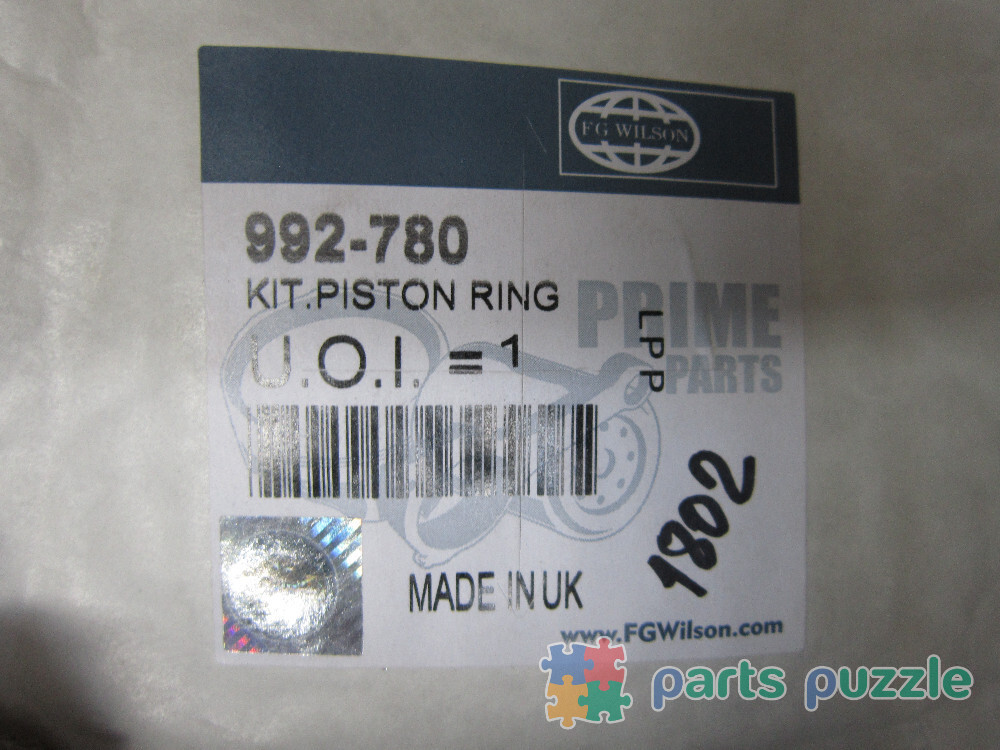 FG WILSON
992-780
KIT.PISTON RING
PRIME
PARTS
U.O.I. = 1
LPP
1802
MADE IN UK
www.FGWilson.com
parts puzzle